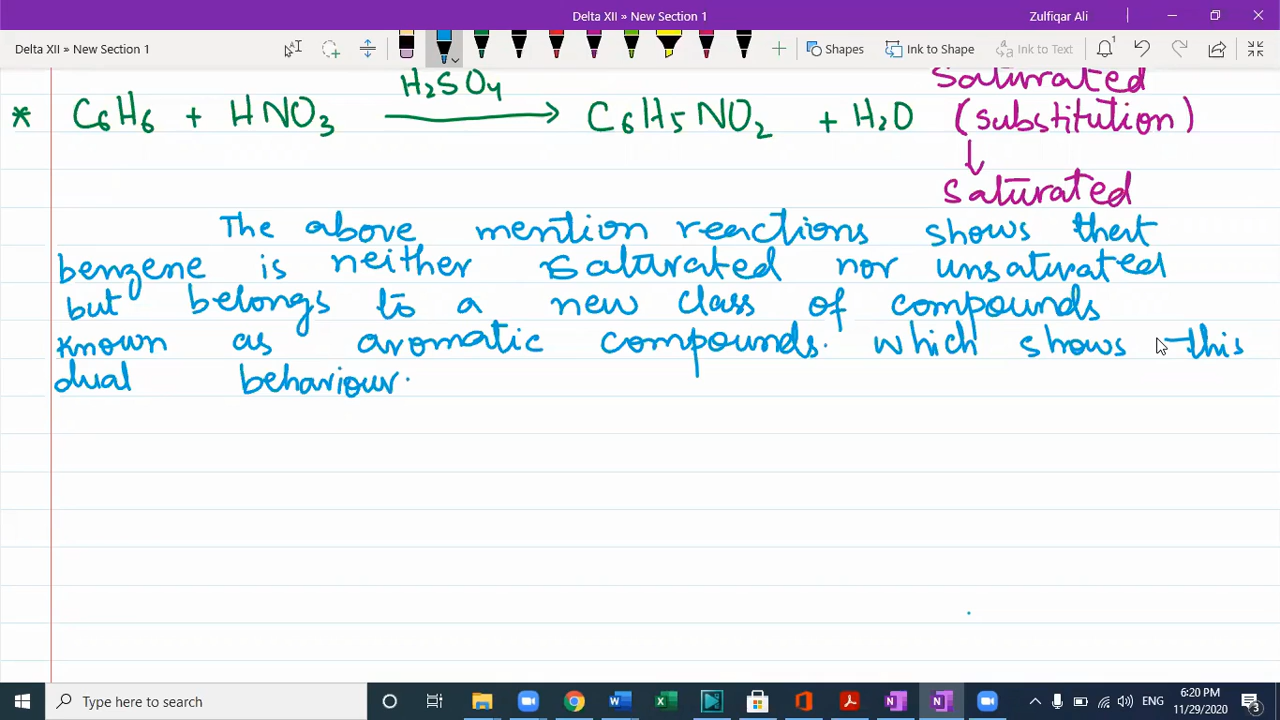 Delta XII » New Section 1
Zulfiqar Ali
Delta XII » New Section 1
Shapes
Ink to Shape
Ink to Text
Saturated
* C6H6 + HNO3 H2SO4 → C6H5NO2 + H2O (substitution)
↓
Saturated
The above mention reactions shows that
benzene is neither saturated nor unsaturated
but belongs to a new class of compounds
known as aromatic compounds. which shows this
dual behaviour.
Type here to search
ENG
6:20 PM
11/29/2020
3